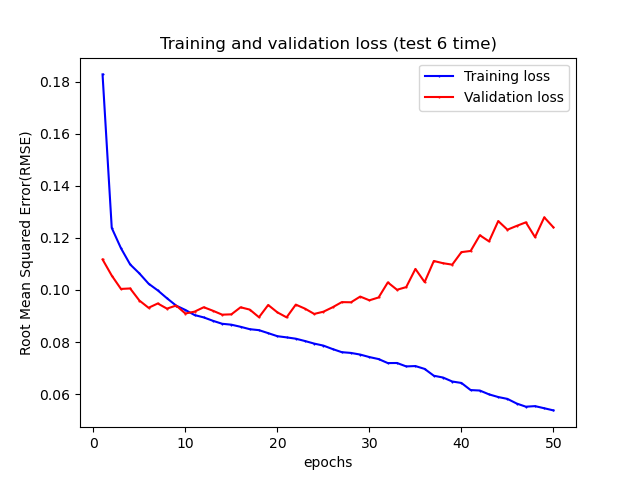 Training and validation loss (test 6 time)
Training loss
Validation loss
Root Mean Squared Error(RMSE)
0.18
0.16
0.14
0.12
0.10
0.08
0.06
0
10
20
30
40
50
epochs